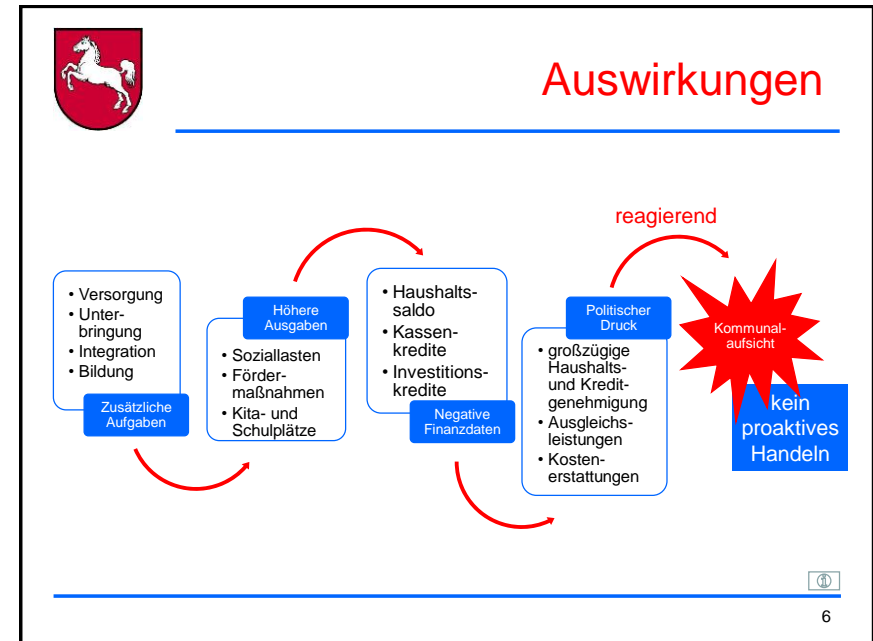 Auswirkungen
• Versorgung
• Unter-
bringung
• Integration
• Bildung
Zusätzliche
Aufgaben
Höhere
Ausgaben
• Soziallasten
• Förder-
maßnahmen
• Kita- und
Schulplätze
• Haushalts-
saldo
• Kassen-
kredite
• Investitions-
kredite
Negative
Finanzdaten
Politischer
Druck
• großzügige
Haushalts-
und Kredit-
genehmigung
• Ausgleichs-
leistungen
• Kosten-
erstattungen
reagierend
Kommunal-
aufsicht
kein
proaktives
Handeln
6